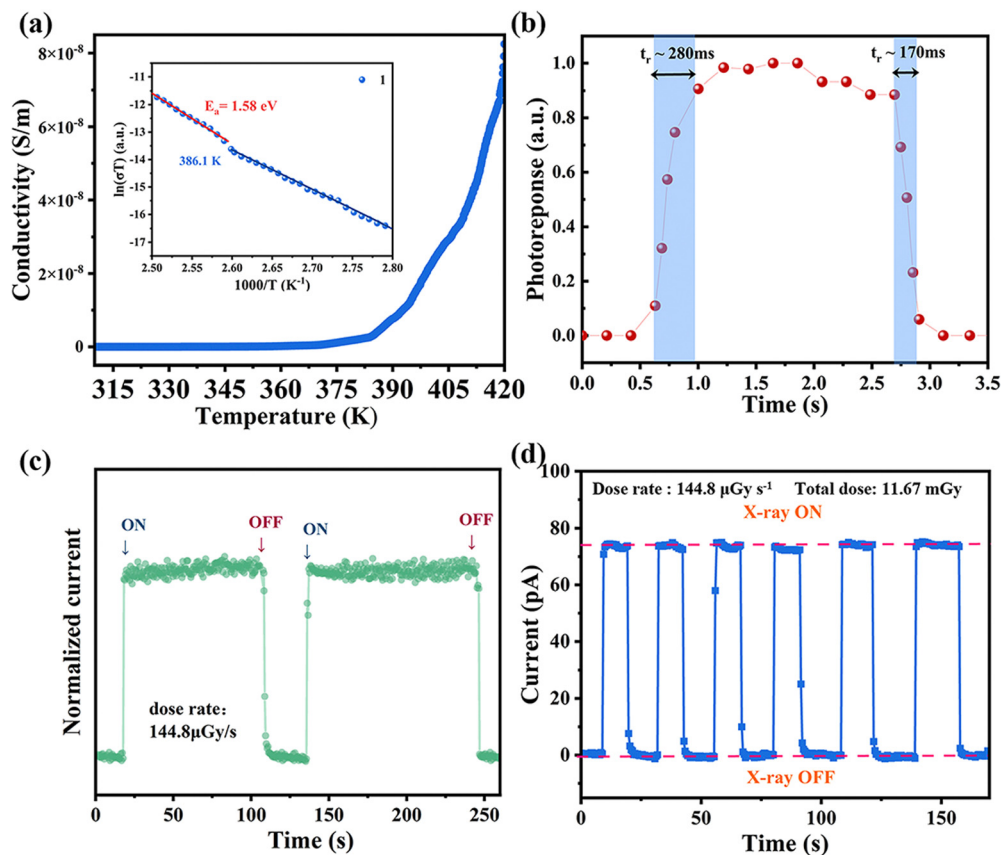 (a)
8×10⁻⁸
6×10⁻⁸
4×10⁻⁸
2×10⁻⁸
0
Conductivity (S/m)
315 330 345 360 375 390 405 420
Temperature (K)
1
Eₐ= 1.58 eV
386.1 K
ln(σT) (a.u.)
-11
-12
-13
-14
-15
-16
-17
2.50 2.55 2.60 2.65 2.70 2.75 2.80
1000/T (K⁻¹)
(b)
tᵣ ~ 280ms
tᵣ ~ 170ms
Photoreponse (a.u.)
1.0
0.8
0.6
0.4
0.2
0.0
0.0 0.5 1.0 1.5 2.0 2.5 3.0 3.5
Time (s)
(c)
ON
OFF
ON
OFF
Normalized current
dose rate:
144.8μGy/s
0 50 100 150 200 250
Time (s)
(d)
Dose rate : 144.8 μGy s⁻¹ Total dose: 11.67 mGy
X-ray ON
Current (pA)
100
80
60
40
20
0
X-ray OFF
0 50 100 150
Time (s)